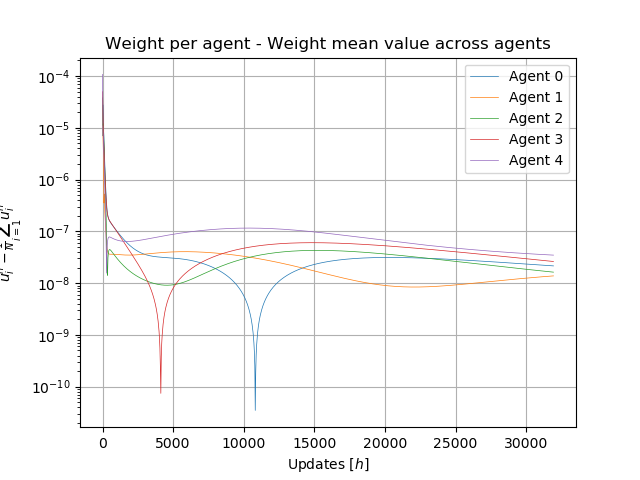 Weight per agent - Weight mean value across agents
10⁻⁴
10⁻⁵
10⁻⁶
10⁻⁷
10⁻⁸
10⁻⁹
10⁻¹⁰
Agent 0
Agent 1
Agent 2
Agent 3
Agent 4
0 5000 10000 15000 20000 25000 30000
Updates [h]